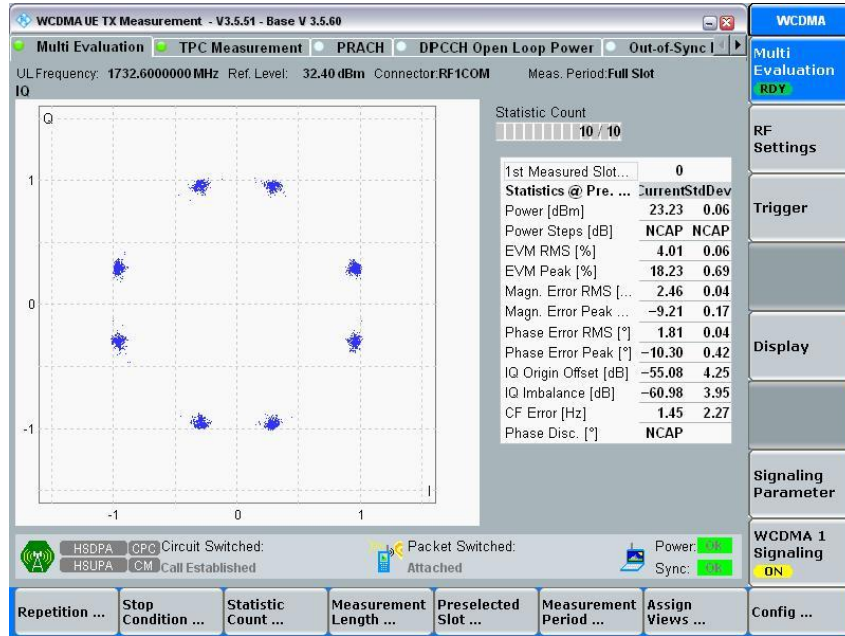 WCDMA UE TX Measurement - V3.5.51 - Base V 3.5.60
WCDMA
Multi Evaluation TPC Measurement PRACH DPCCH Open Loop Power Out-of-Sync
Multi Evaluation
RDY
UL Frequency: 1732.6000000 MHz Ref. Level: 32.40 dBm Connector: RF1COM Meas. Period: Full Slot
IQ
Q
Statistic Count
10 / 10
RF Settings
1st Measured Slot... 0
Statistics @ Pre. ... Current StdDev
Power [dBm] 23.23 0.06
Trigger
Power Steps [dB] NCAP NCAP
EVM RMS [%] 4.01 0.06
EVM Peak [%] 18.23 0.69
Magn. Error RMS [... 2.46 0.04
Magn. Error Peak ... −9.21 0.17
Phase Error RMS [°] 1.81 0.04
Phase Error Peak [°] −10.30 0.42
Display
IQ Origin Offset [dB] −55.08 4.25
IQ Imbalance [dB] −60.98 3.95
CF Error [Hz] 1.45 2.27
Phase Disc. [°] NCAP
1
0
-1
I
-1 0 1
Signaling Parameter
HSDPA CPC Circuit Switched: Packet Switched: Power: OK
HSUPA CM Call Established Attached Sync: OK
WCDMA 1 Signaling
ON
Repetition ...
Stop Condition ...
Statistic Count ...
Measurement Length ...
Preselected Slot ...
Measurement Period ...
Assign Views ...
Config ...